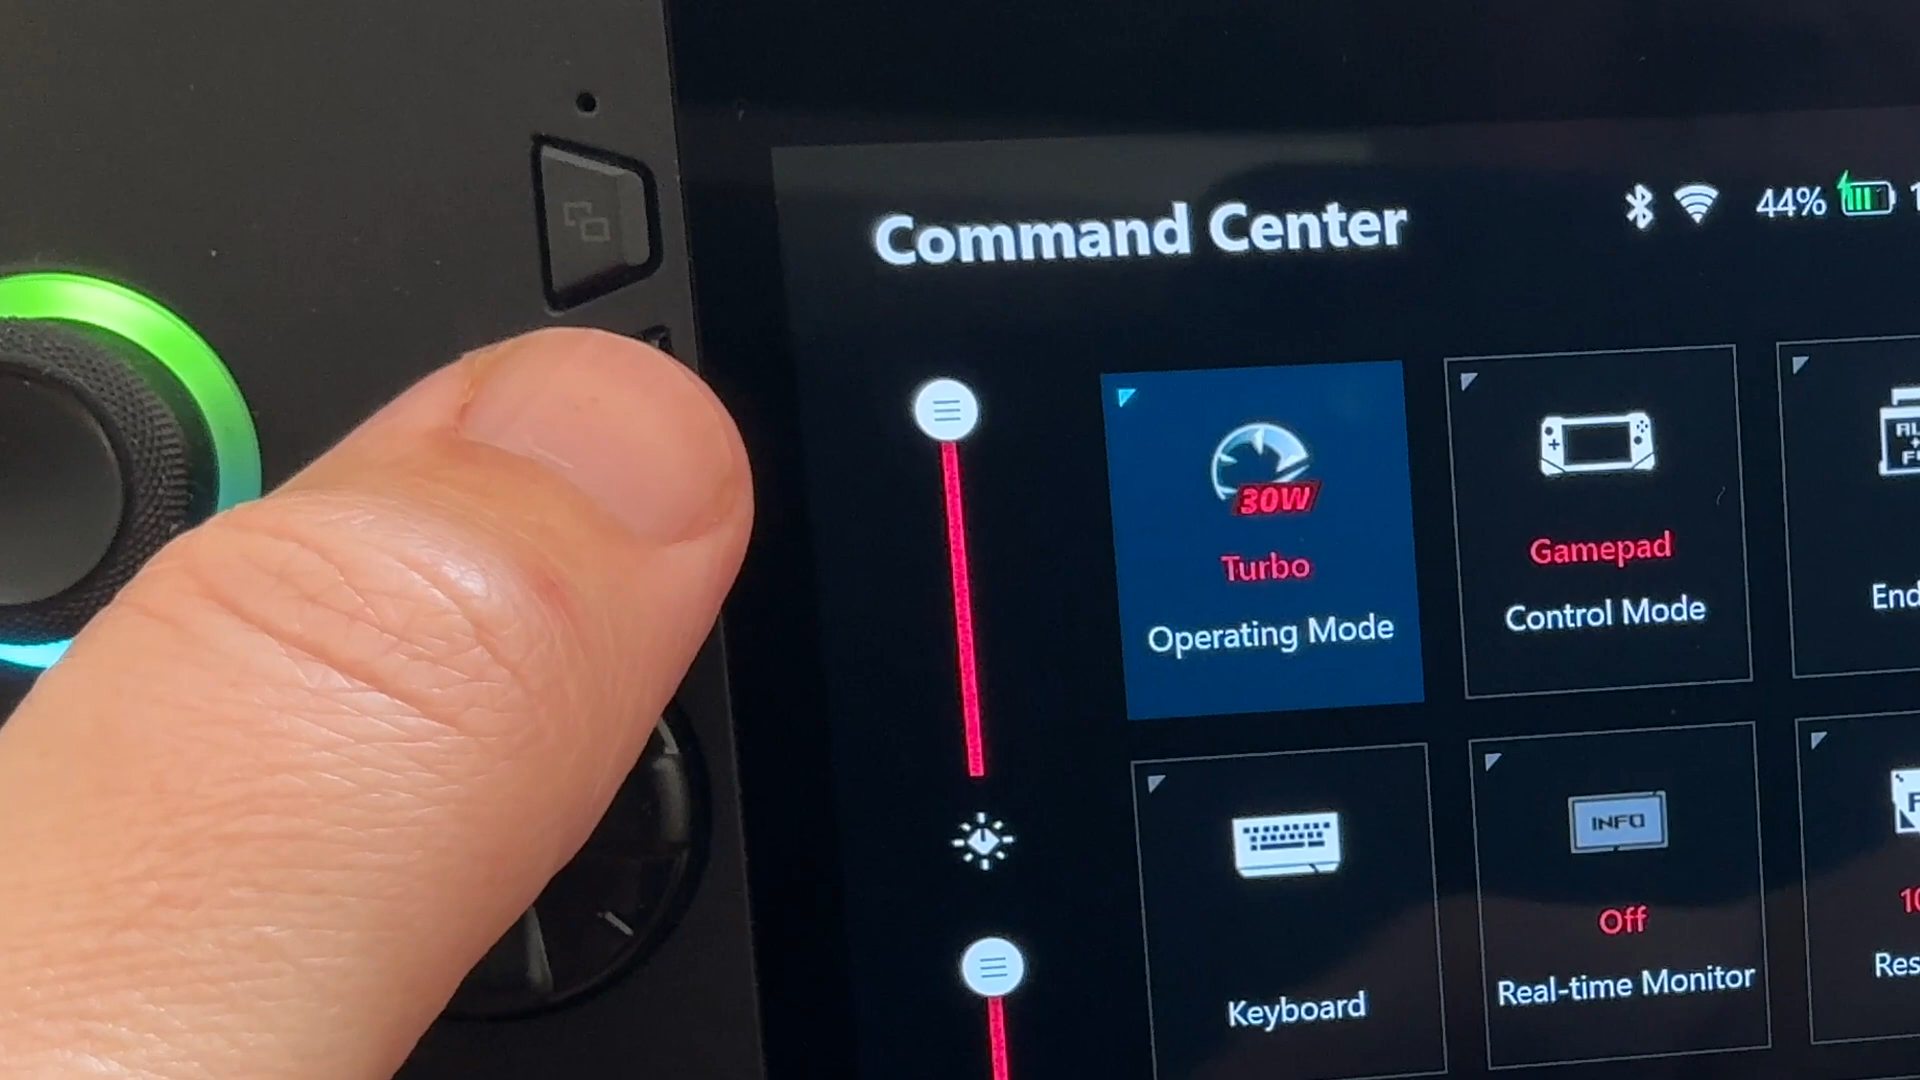 Command Center
44%
30W
Turbo
Operating Mode
Gamepad
Control Mode
Keyboard
INFO
Off
Real-time Monitor